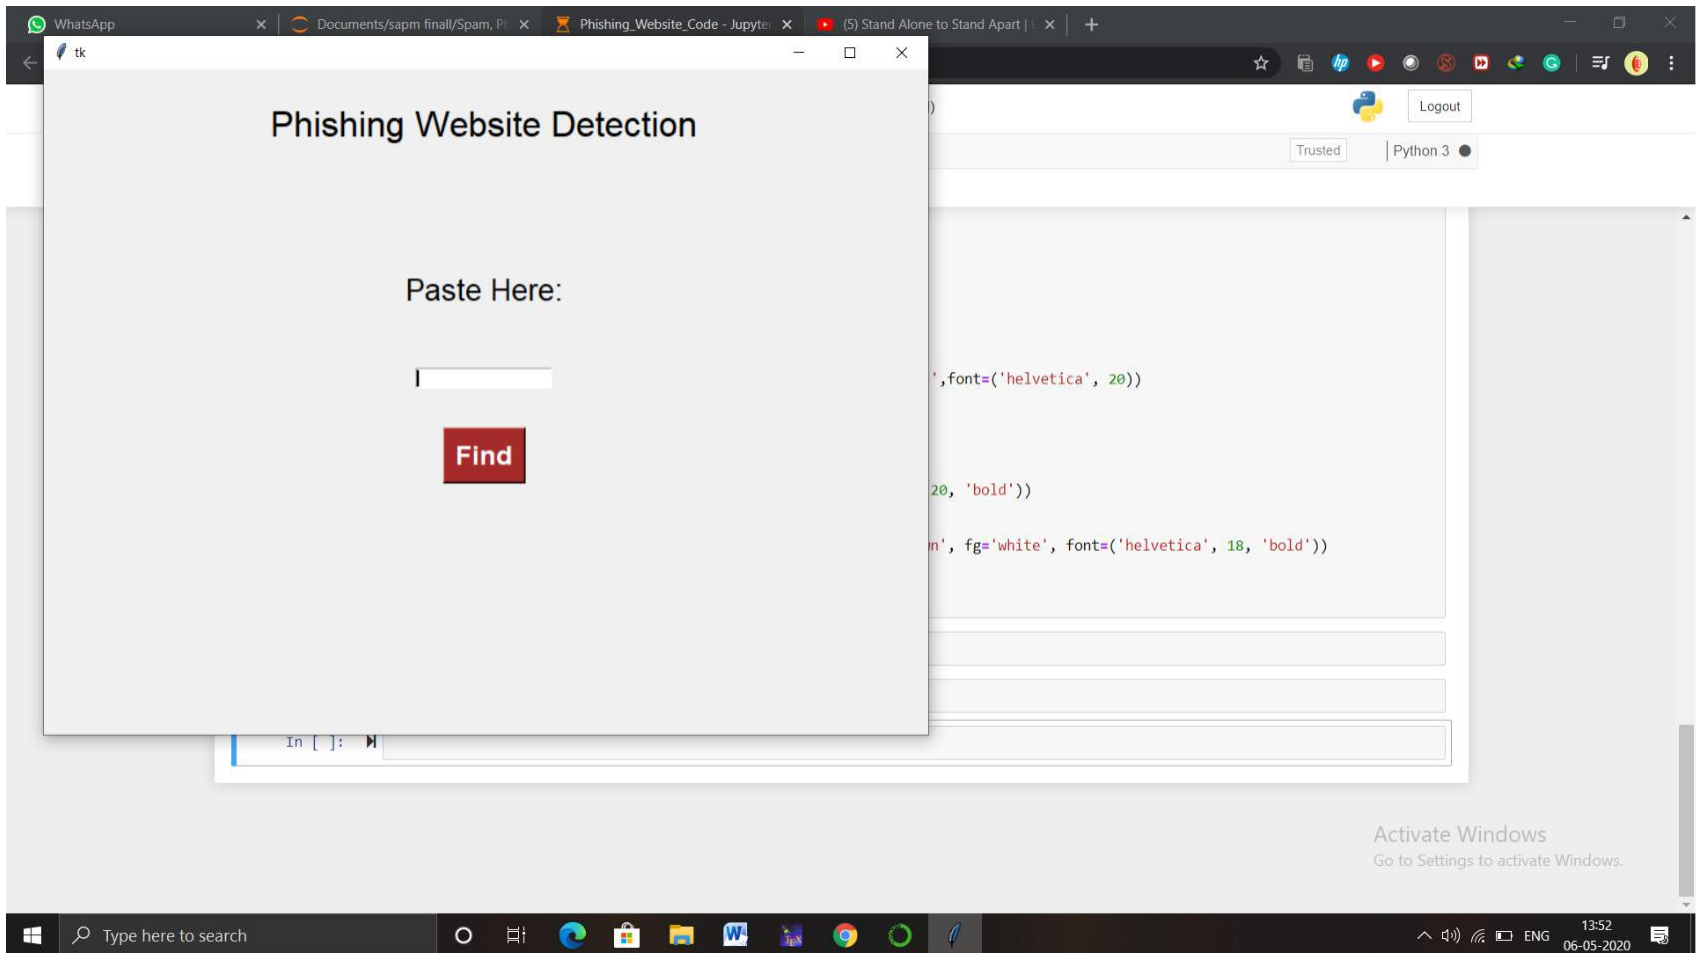 WhatsApp
Documents/sapm finall/Spam, Ph
Phishing_Website_Code - Jupyter
(5) Stand Alone to Stand Apart |
tk
Phishing Website Detection
Logout
Trusted
Python 3
Paste Here:
',font=('helvetica', 20))
Find
20, 'bold'))
wn', fg='white', font=('helvetica', 18, 'bold'))
In [ ]:
Activate Windows
Go to Settings to activate Windows.
Type here to search
ENG
13:52
06-05-2020